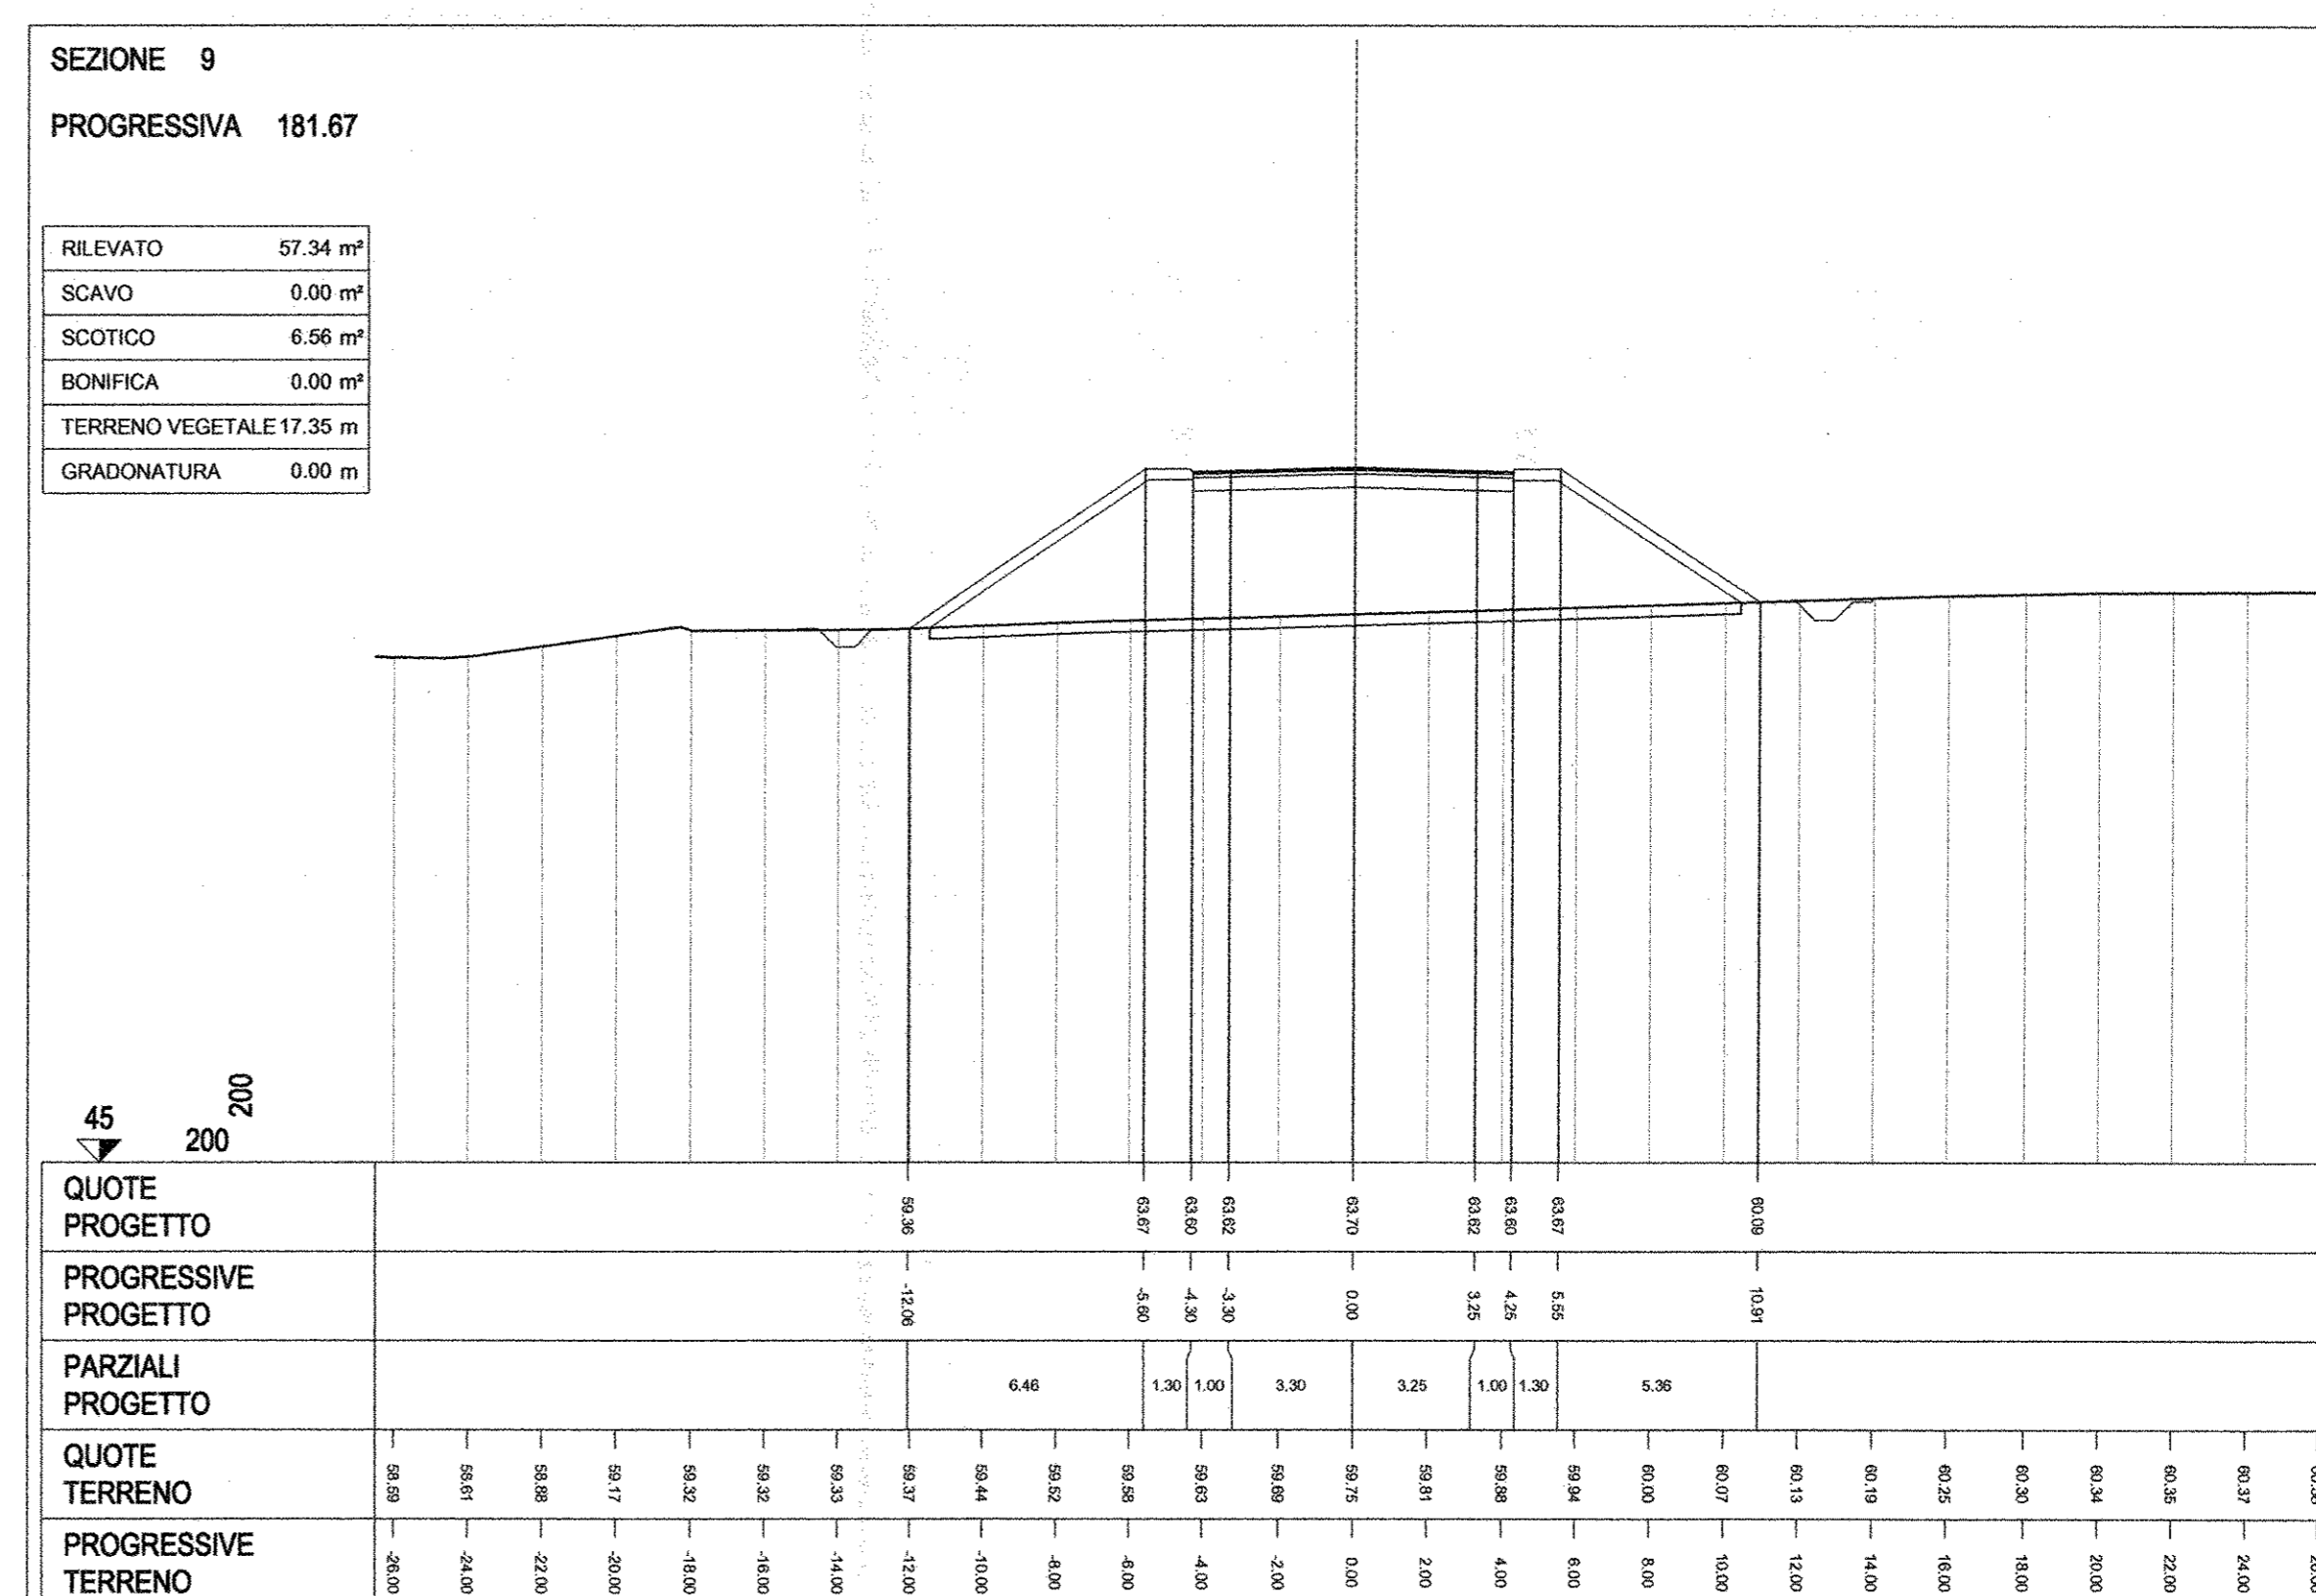 SEZIONE 9
PROGRESSIVA 181.67
RILEVATO 57.34 m²
SCAVO 0.00 m²
SCOTICO 6.56 m²
BONIFICA 0.00 m²
TERRENO VEGETALE 17.35 m
GRADONATURA 0.00 m
200
45
200
QUOTE
PROGETTO
59.36 63.67 63.60 63.62 63.70 63.62 63.60 63.67 60.09
PROGRESSIVE
PROGETTO
-12.06 -5.60 -4.30 -3.30 0.00 3.25 4.25 5.55 10.91
PARZIALI
PROGETTO
6.46 1.30 1.00 3.30 3.25 1.00 1.30 5.36
QUOTE
TERRENO
58.59 58.61 58.88 59.17 59.32 59.32 59.33 59.37 59.44 59.52 59.58 59.63 59.69 59.75 59.81 59.88 59.94 60.00 60.07 60.13 60.19 60.25 60.30 60.34 60.35 60.37
PROGRESSIVE
TERRENO
-26.00 -24.00 -22.00 -20.00 -18.00 -16.00 -14.00 -12.00 -10.00 -8.00 -6.00 -4.00 -2.00 0.00 2.00 4.00 6.00 8.00 10.00 12.00 14.00 16.00 18.00 20.00 22.00 24.00